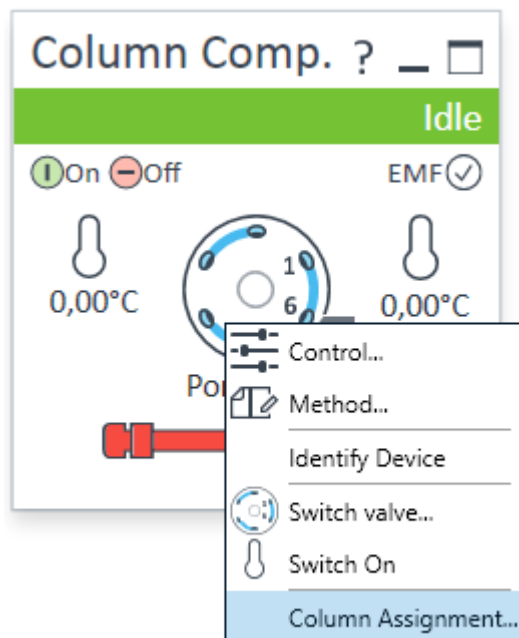 Column Comp. ?
Idle
On Off EMF
1
0,00°C 6 0,00°C
Control...
Method...
Identify Device
Switch valve...
Switch On
Column Assignment...